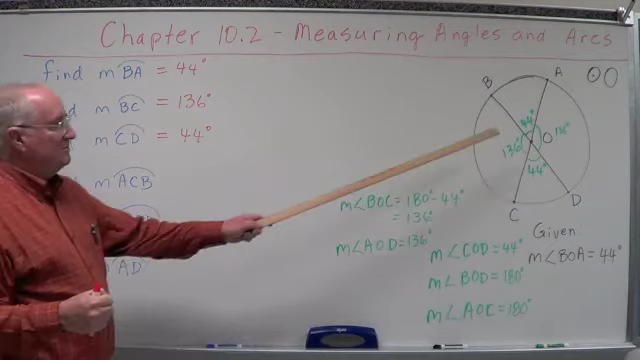 Chapter 10.2 - Measuring Angles and Arcs
find m BA = 44°
m BC = 136°
m CD = 44°
m ACB
AD
B
A
44°
136°
O
136°
44°
C
D
m∠BOC = 180° - 44°
= 136°
m∠AOD = 136°
m∠COD = 44°
m∠BOD = 180°
m∠AOC = 180°
Given
m∠BOA = 44°